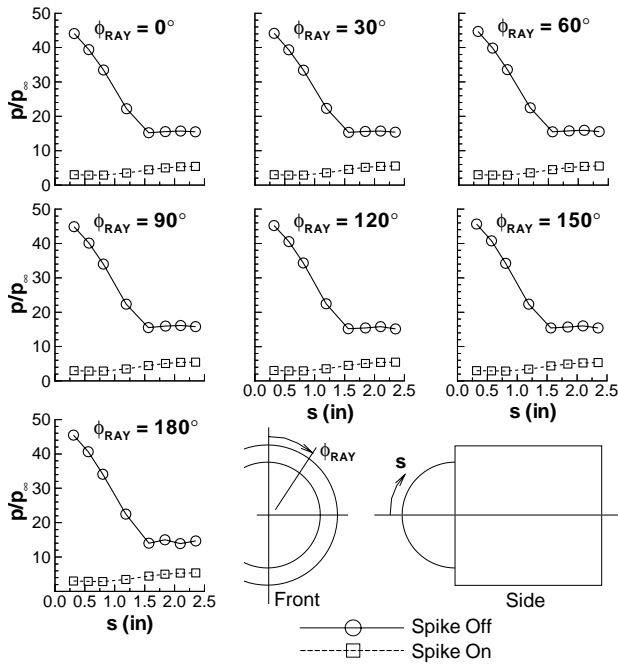 50 ϕRAY = 0° ϕRAY = 30° ϕRAY = 60°
40
30
p/p∞
20
10
0
50 ϕRAY = 90° ϕRAY = 120° ϕRAY = 150°
40
30
p/p∞
20
10
0
0.0 0.5 1.0 1.5 2.0 2.5 0.0 0.5 1.0 1.5 2.0 2.5
s (in) s (in)
50 ϕRAY = 180°
40
30
p/p∞
20
10
0
0.0 0.5 1.0 1.5 2.0 2.5
s (in)
ϕRAY
s
Front Side
Spike Off
Spike On